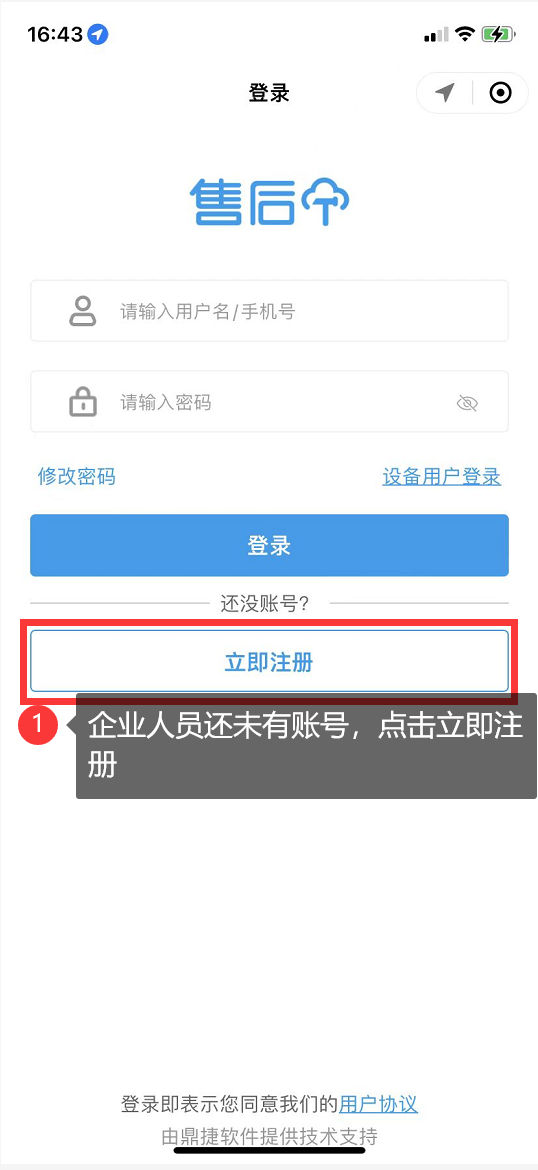 16:43
登录
售后个
请输入用户名/手机号
请输入密码
修改密码 设备用户登录
登录
还没账号?
立即注册
1 企业人员还未有账号，点击立即注
册
登录即表示您同意我们的用户协议
由鼎捷软件提供技术支持